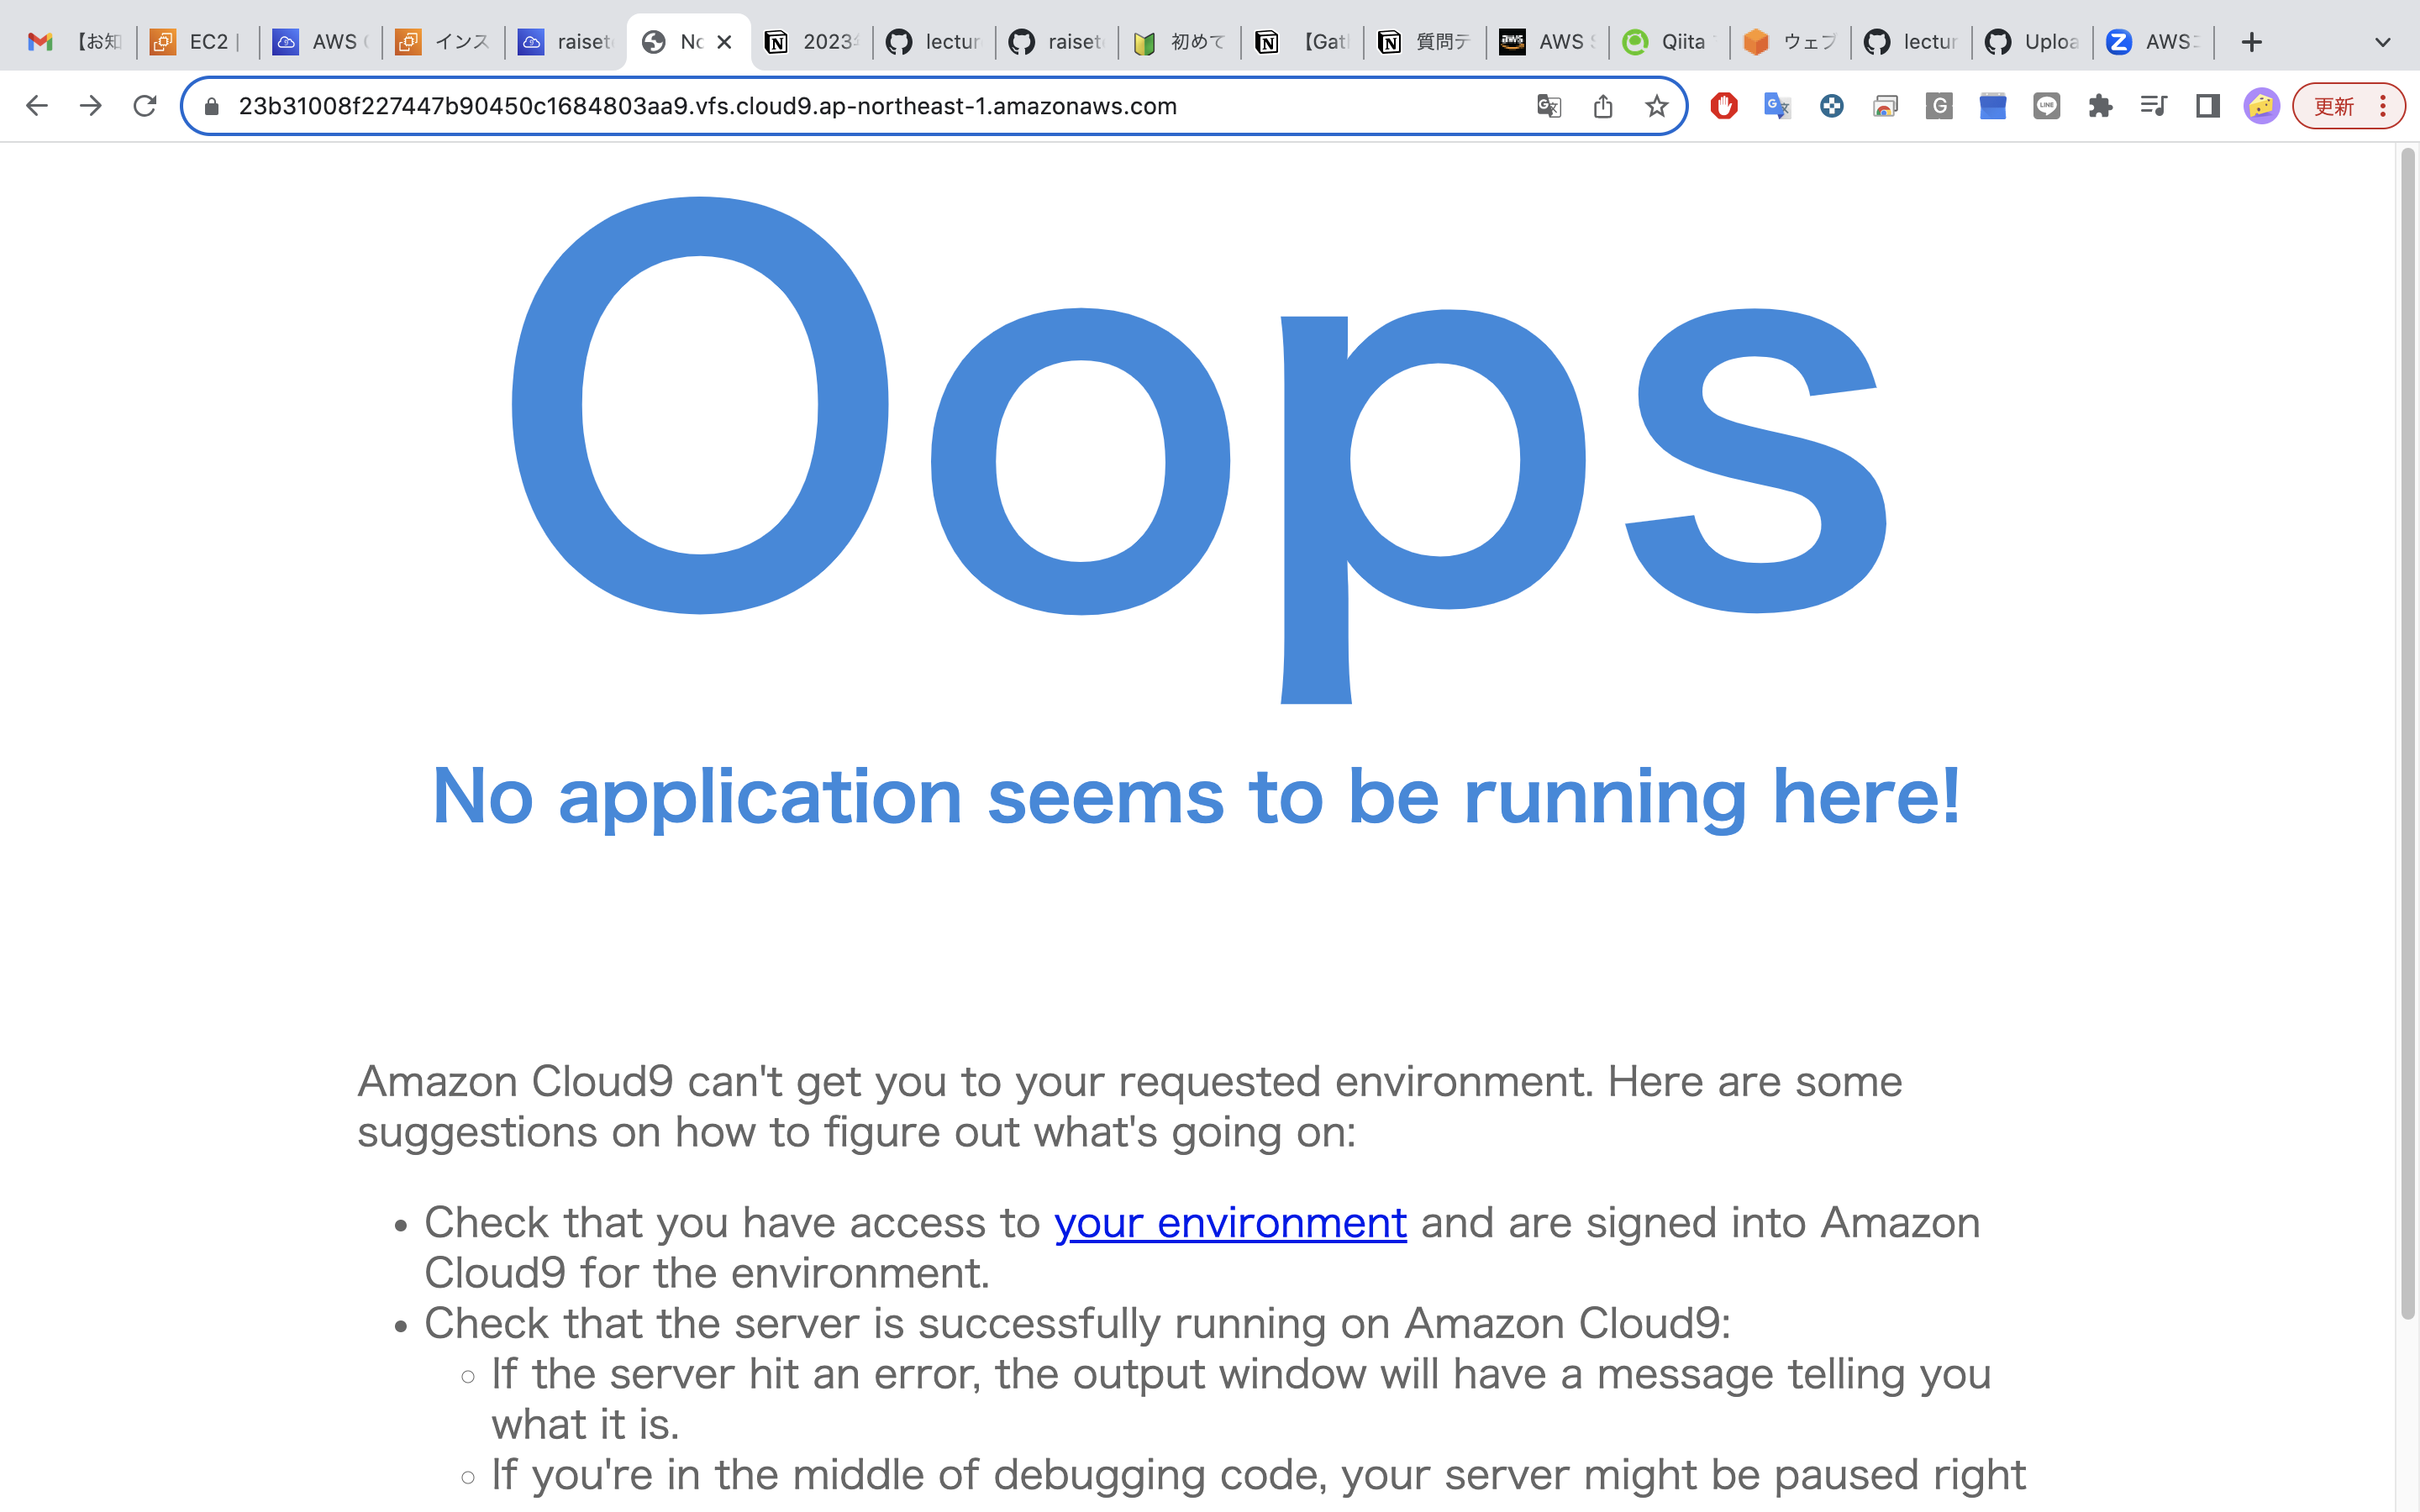 【お知 EC2 AWS インス raiset No 2023 lectur raiset 初めて 【Gat 質問デ AWS Qiita ウェブ lectur Uploa AWS
23b31008f227447b90450c1684803aa9.vfs.cloud9.ap-northeast-1.amazonaws.com 更新
Oops
No application seems to be running here!
Amazon Cloud9 can't get you to your requested environment. Here are some
suggestions on how to figure out what's going on:
• Check that you have access to your environment and are signed into Amazon
Cloud9 for the environment.
• Check that the server is successfully running on Amazon Cloud9:
◦ If the server hit an error, the output window will have a message telling you
what it is.
◦ If you're in the middle of debugging code, your server might be paused right